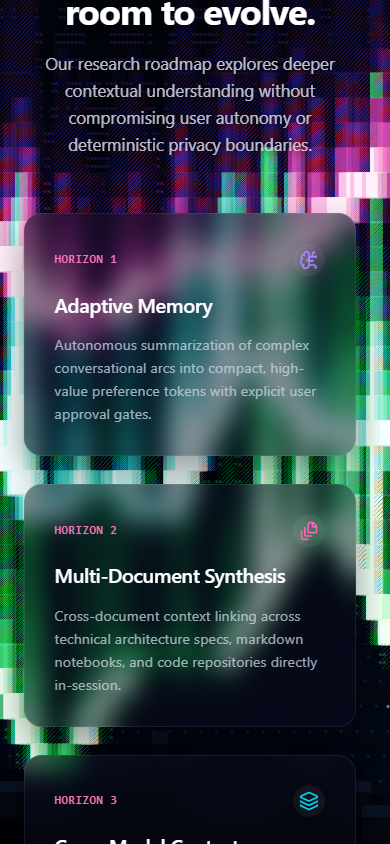 room to evolve.
Our research roadmap explores deeper
contextual understanding without
compromising user autonomy or
deterministic privacy boundaries.
HORIZON 1
Adaptive Memory
Autonomous summarization of complex
conversational arcs into compact, high-
value preference tokens with explicit user
approval gates.
HORIZON 2
Multi-Document Synthesis
Cross-document context linking across
technical architecture specs, markdown
notebooks, and code repositories directly
in-session.
HORIZON 3